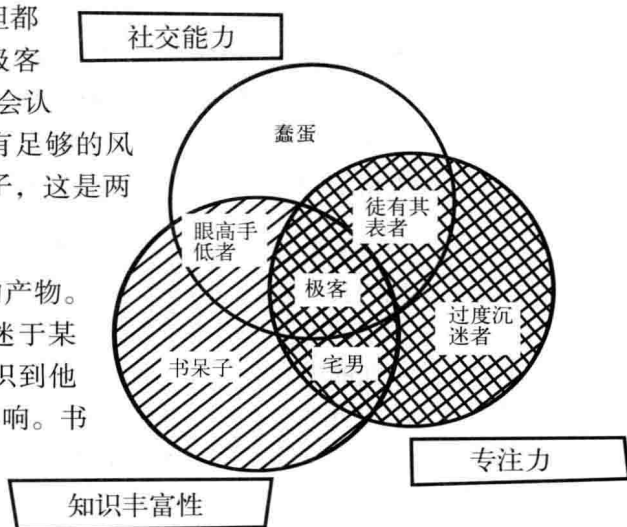 但都
社交能力
极客
会认
有足够的风
子，这是两
产物。
迷于某
识到他
响。书
蠢蛋
徒有其
表者
眼高手
低者
极客
过度沉
迷者
书呆子
宅男
专注力
知识丰富性